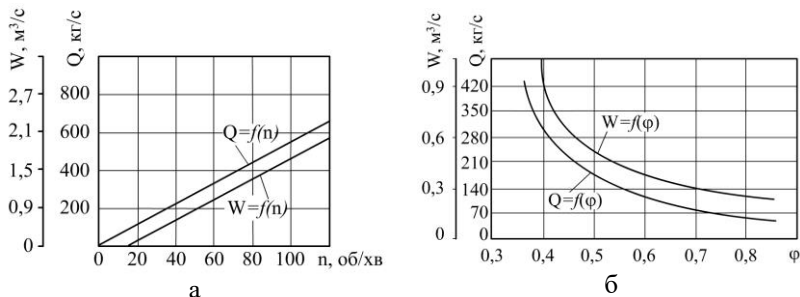 W, м³/с
Q, кг/с
2,7
2,1
1,5
0,9
0
800
600
400
200
0 20 40 60 80 100 n, об/хв
Q=f(n)
W=f(n)
а
W, м³/с
Q, кг/с
0,9
0,6
0,3
0
420
350
280
210
140
70
0
0,3 0,4 0,5 0,6 0,7 0,8 φ
W=f(φ)
Q=f(φ)
б